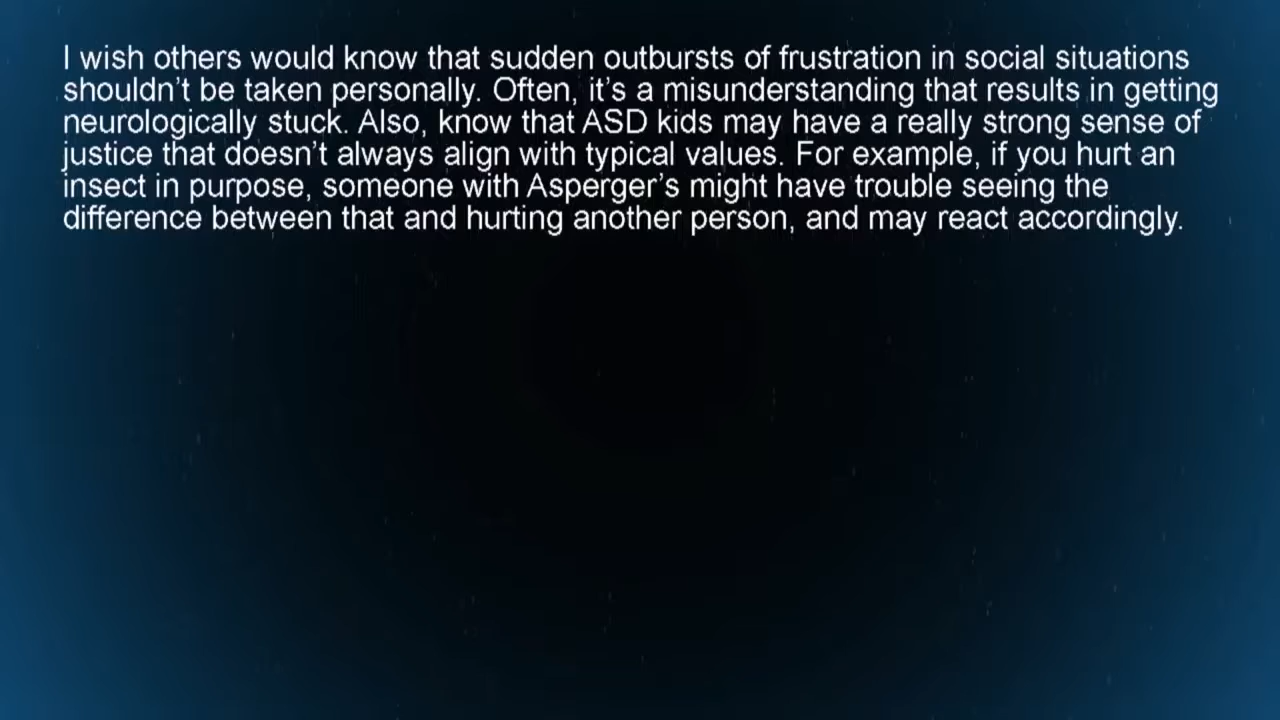 I wish others would know that sudden outbursts of frustration in social situations
shouldn't be taken personally. Often, it's a misunderstanding that results in getting
neurologically stuck. Also, know that ASD kids may have a really strong sense of
justice that doesn't always align with typical values. For example, if you hurt an
insect in purpose, someone with Asperger's might have trouble seeing the
difference between that and hurting another person, and may react accordingly.